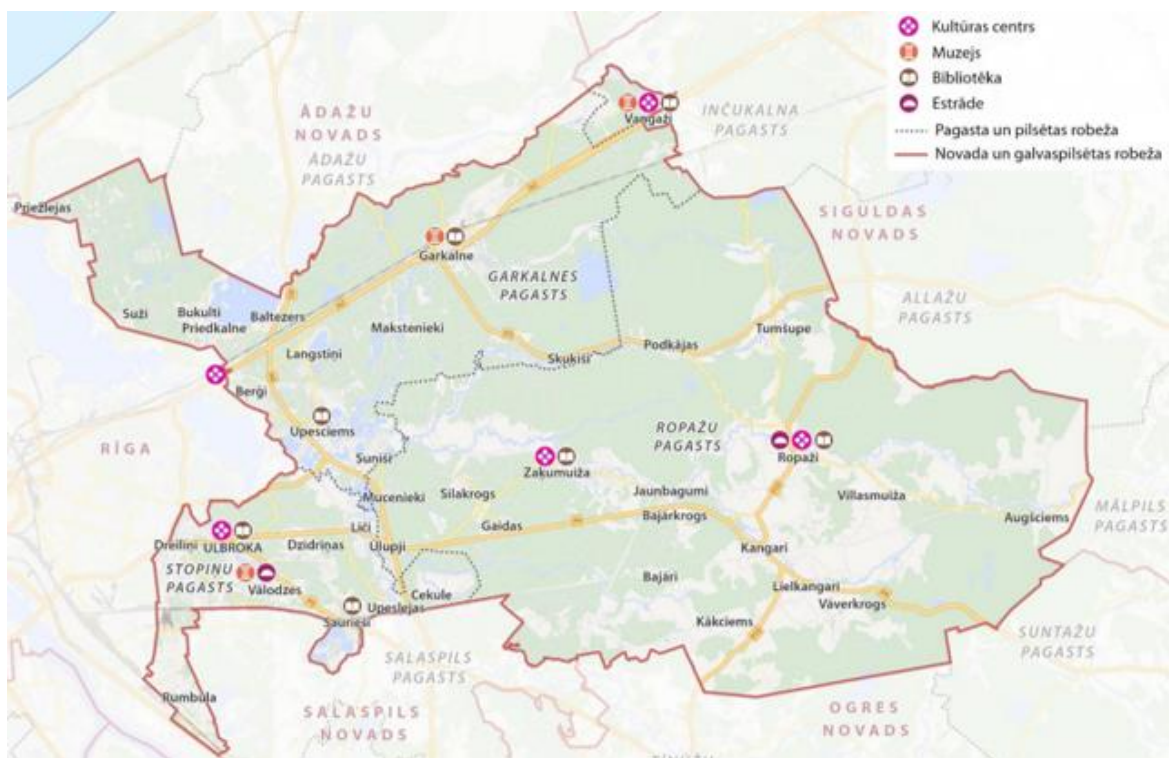 Kultūras centrs
Muzejs
Bibliotēka
Estrāde
Pagasta un pilsētas robeža
Novada un galvaspilsētas robeža
ĀDAŽU
NOVADS
ĀDAŽU
PAGASTS
Vangaži
INČUKALNA
PAGASTS
Priežlejas
SIGULDAS
NOVADS
Garkalne
GARKALNES
PAGASTS
ALLAŽU
PAGASTS
Suži
Bukulti
Priedkalne
Baltezers
Makstenieki
Tumšupe
Langstiņi
Skuķīši
Podkājas
Berģi
RĪGA
Upesciems
ROPAŽU
PAGASTS
Ropaži
Sunīši
Zaķumuiža
Mucenieki
Silakrogs
Jaunbagumi
Villasmuiža
MĀLPILS
PAGASTS
Augšciems
Gaidas
Bajārkrogs
Līči
Dreiliņi
ULBROKA
Dzidriņas
Ūlupji
Kangari
STOPIŅU
PAGASTS
Vālodzes
Bajāri
Lielkangari
Cekule
Upeslejas
Vāverkrogs
Saurieši
Kākciems
SUNTAŽU
PAGASTS
SALASPILS
PAGASTS
Rumbula
SALASPILS
NOVADS
OGRES
NOVADS